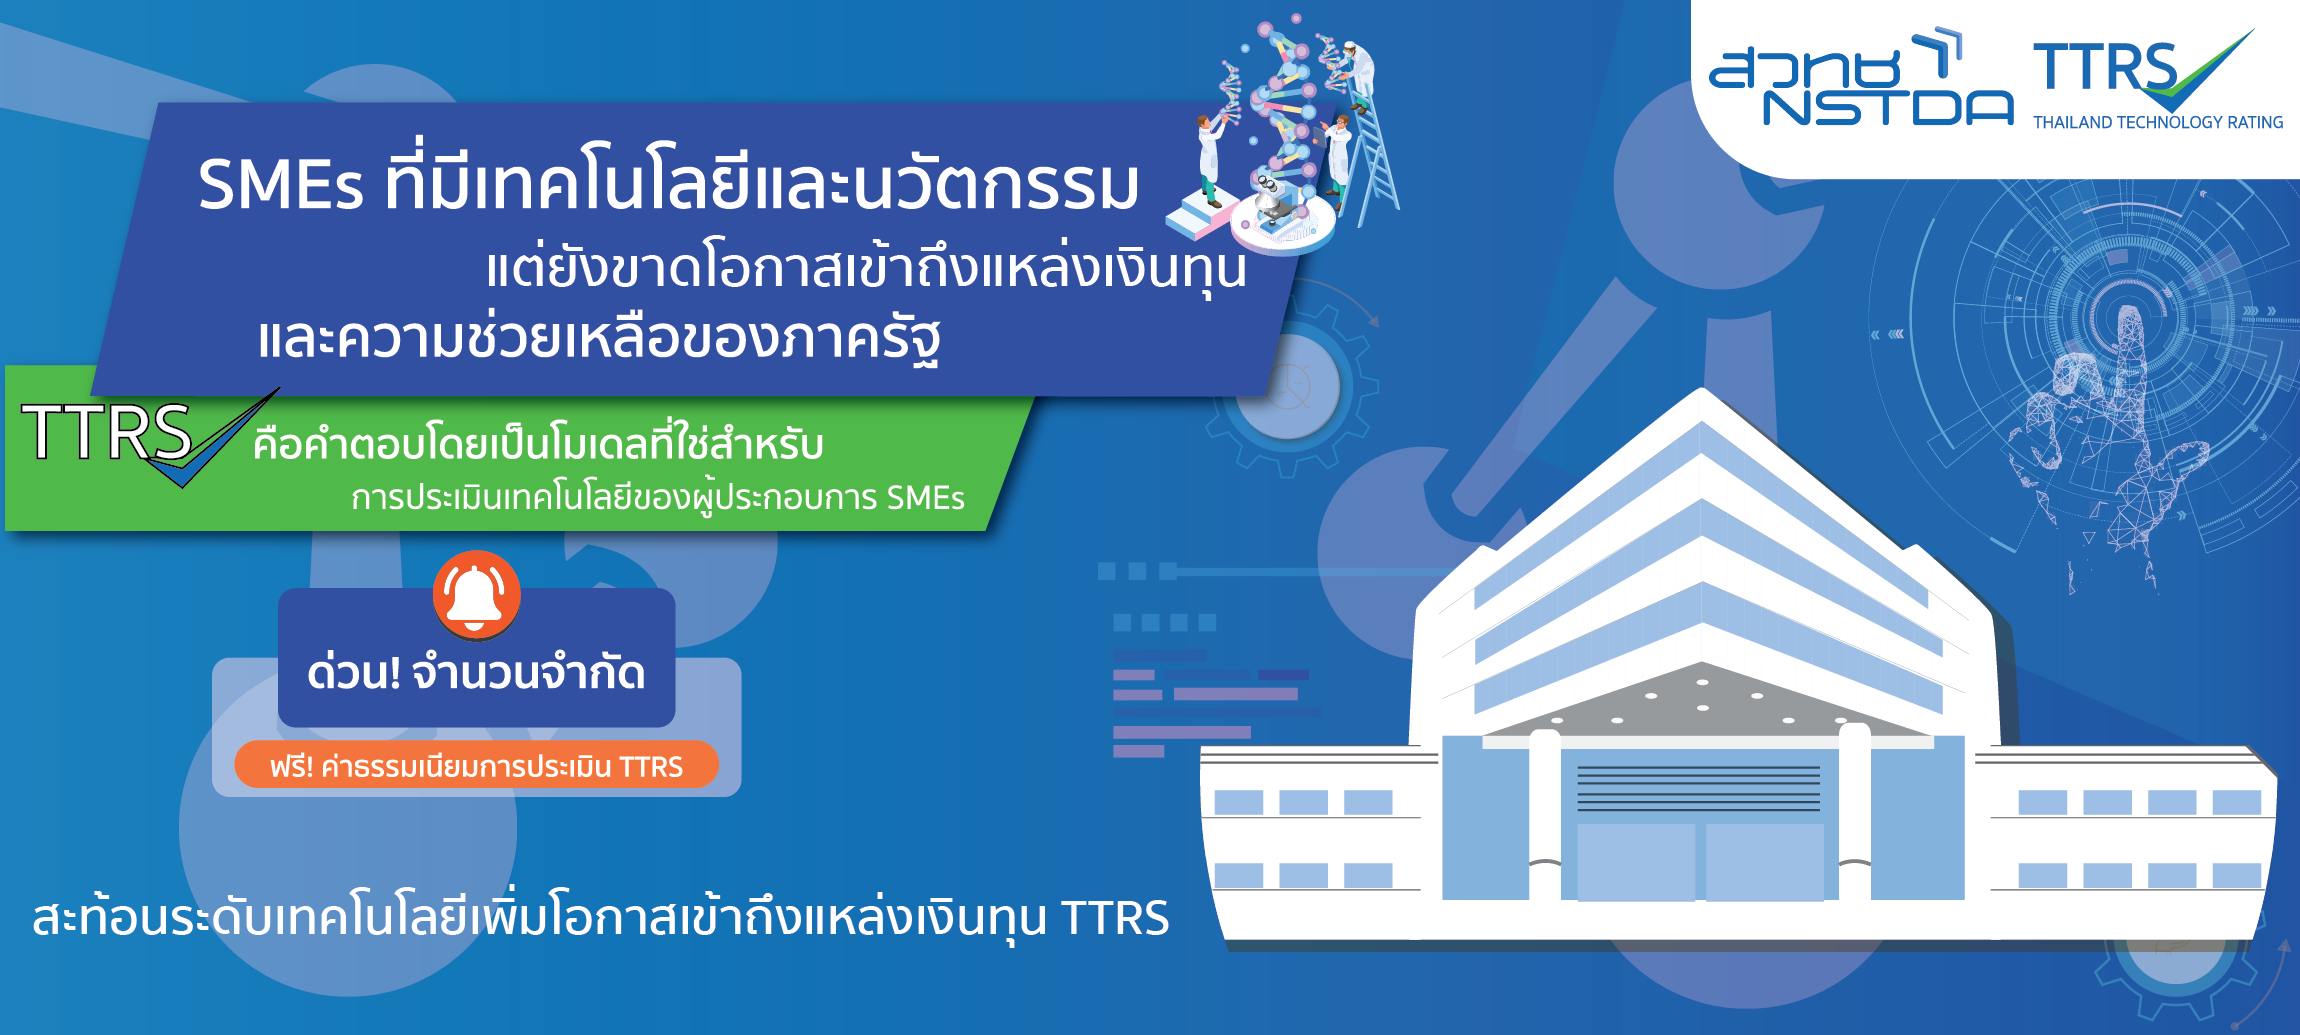 สวทช
NSTDA
TTRS
THAILAND TECHNOLOGY RATING
SMEs ที่มีเทคโนโลยีและนวัตกรรม
แต่ยังขาดโอกาสเข้าถึงแหล่งเงินทุน
และความช่วยเหลือของภาครัฐ
TTRS คือคำตอบโดยเป็นโมเดลที่ใช่สำหรับ
การประเมินเทคโนโลยีของผู้ประกอบการ SMEs
ด่วน! จำนวนจำกัด
ฟรี! ค่าธรรมเนียมการประเมิน TTRS
สะท้อนระดับเทคโนโลยีเพิ่มโอกาสเข้าถึงแหล่งเงินทุน TTRS